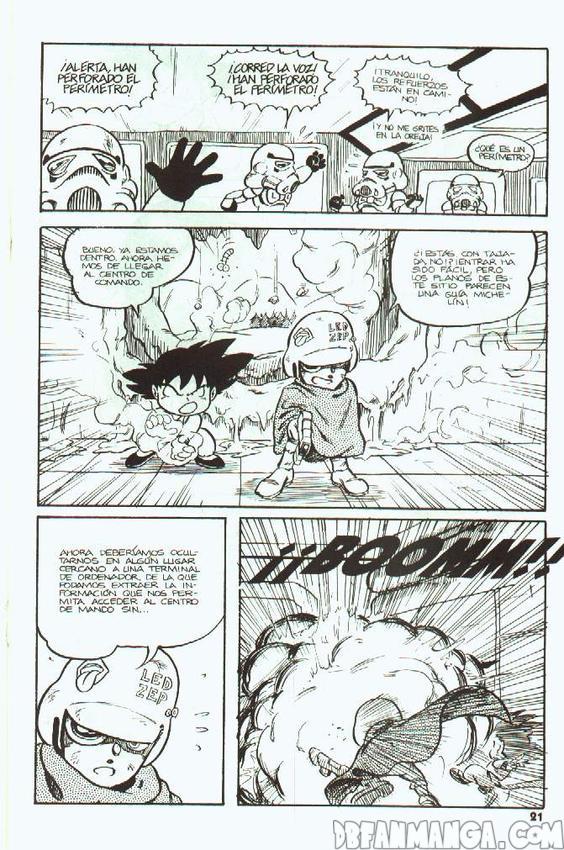 ¡ALERTA, HAN
PERFORADO EL
PERÍMETRO!
¡CORRED LA VOZ!
¡HAN PERFORADO
EL PERÍMETRO!
¡TRANQUILO,
LOS REFUERZOS
ESTÁN EN CAMI-
NO!
¡Y NO ME GRITES
EN LA OREJA!
¿QUÉ ES UN
PERÍMETRO?
BUENO, YA ESTAMOS
DENTRO. AHORA HE-
MOS DE LLEGAR
AL CENTRO DE
COMANDO.
¿¡ESTÁS, CON TAJA-
DA NO!? ¡ENTRAR HA
SIDO FÁCIL, PERO
LOS PLANOS DE ES-
TE SITIO PARECEN
UNA GUÍA MICHE-
LÍN!
LED
ZEP
AHORA DEBERÍAMOS OCUL-
TARNOS EN ALGÚN LUGAR
CERCANO A UNA TERMINAL
DE ORDENADOR, DE LA QUE
PODAMOS EXTRAER LA IN-
FORMACIÓN QUE NOS PER-
MITA ACCEDER AL CENTRO
DE MANDO SIN...
LED
ZEP
¡¡BOOMM!!
21
DBFANMANGA.COM